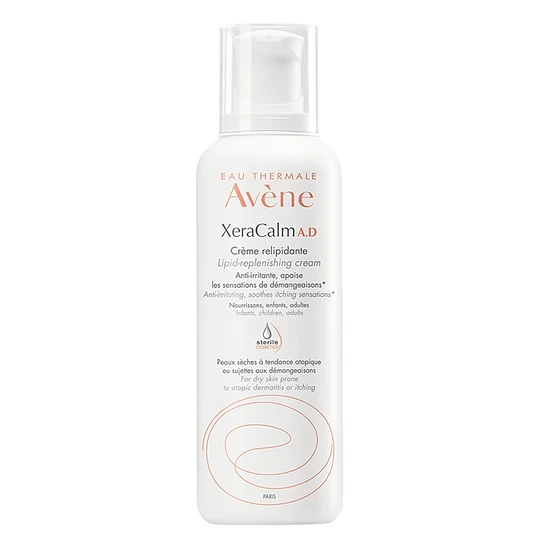 EAU THERMALE
Avène
XeraCalm A.D
Crème relipidante
Lipid-replenishing cream
Anti-irritante, apaise
les sensations de démangeaisons*
Anti-irritating, soothes itching sensations*
Nourrissons, enfants, adultes
Infants, children, adults
sterile
COSMETICS
Peaux sèches à tendance atopique
ou sujettes aux démangeaisons
For dry skin prone
to atopic dermatitis or itching
PARIS